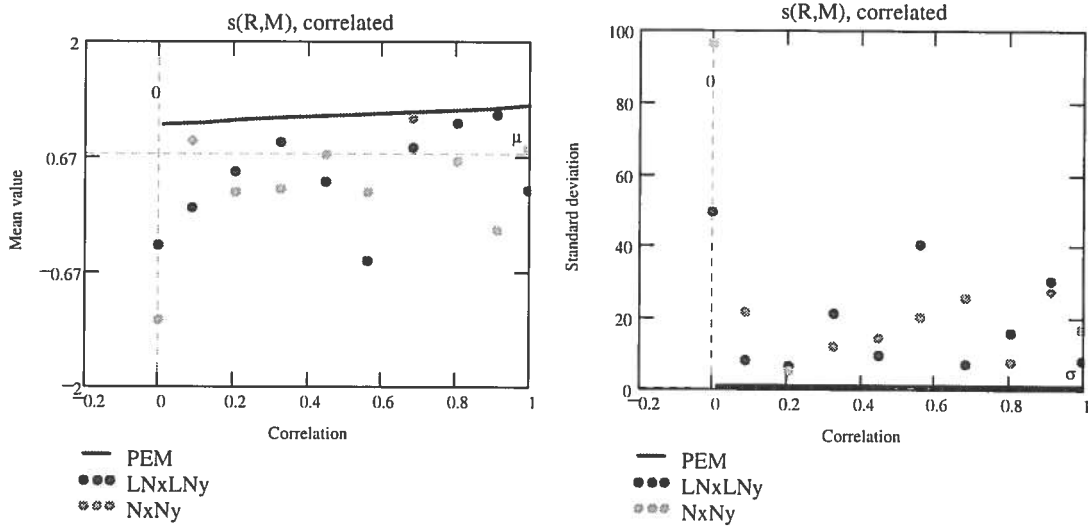 s(R,M), correlated
2
0
μ
0.67
Mean value
−0.67
−2
−0.2
0
0.2
0.4
0.6
0.8
1
Correlation
PEM
LNxLNy
NxNy
s(R,M), correlated
100
0
80
60
Standard deviation
40
20
σ
0
−0.2
0
0.2
0.4
0.6
0.8
1
Correlation
PEM
LNxLNy
NxNy